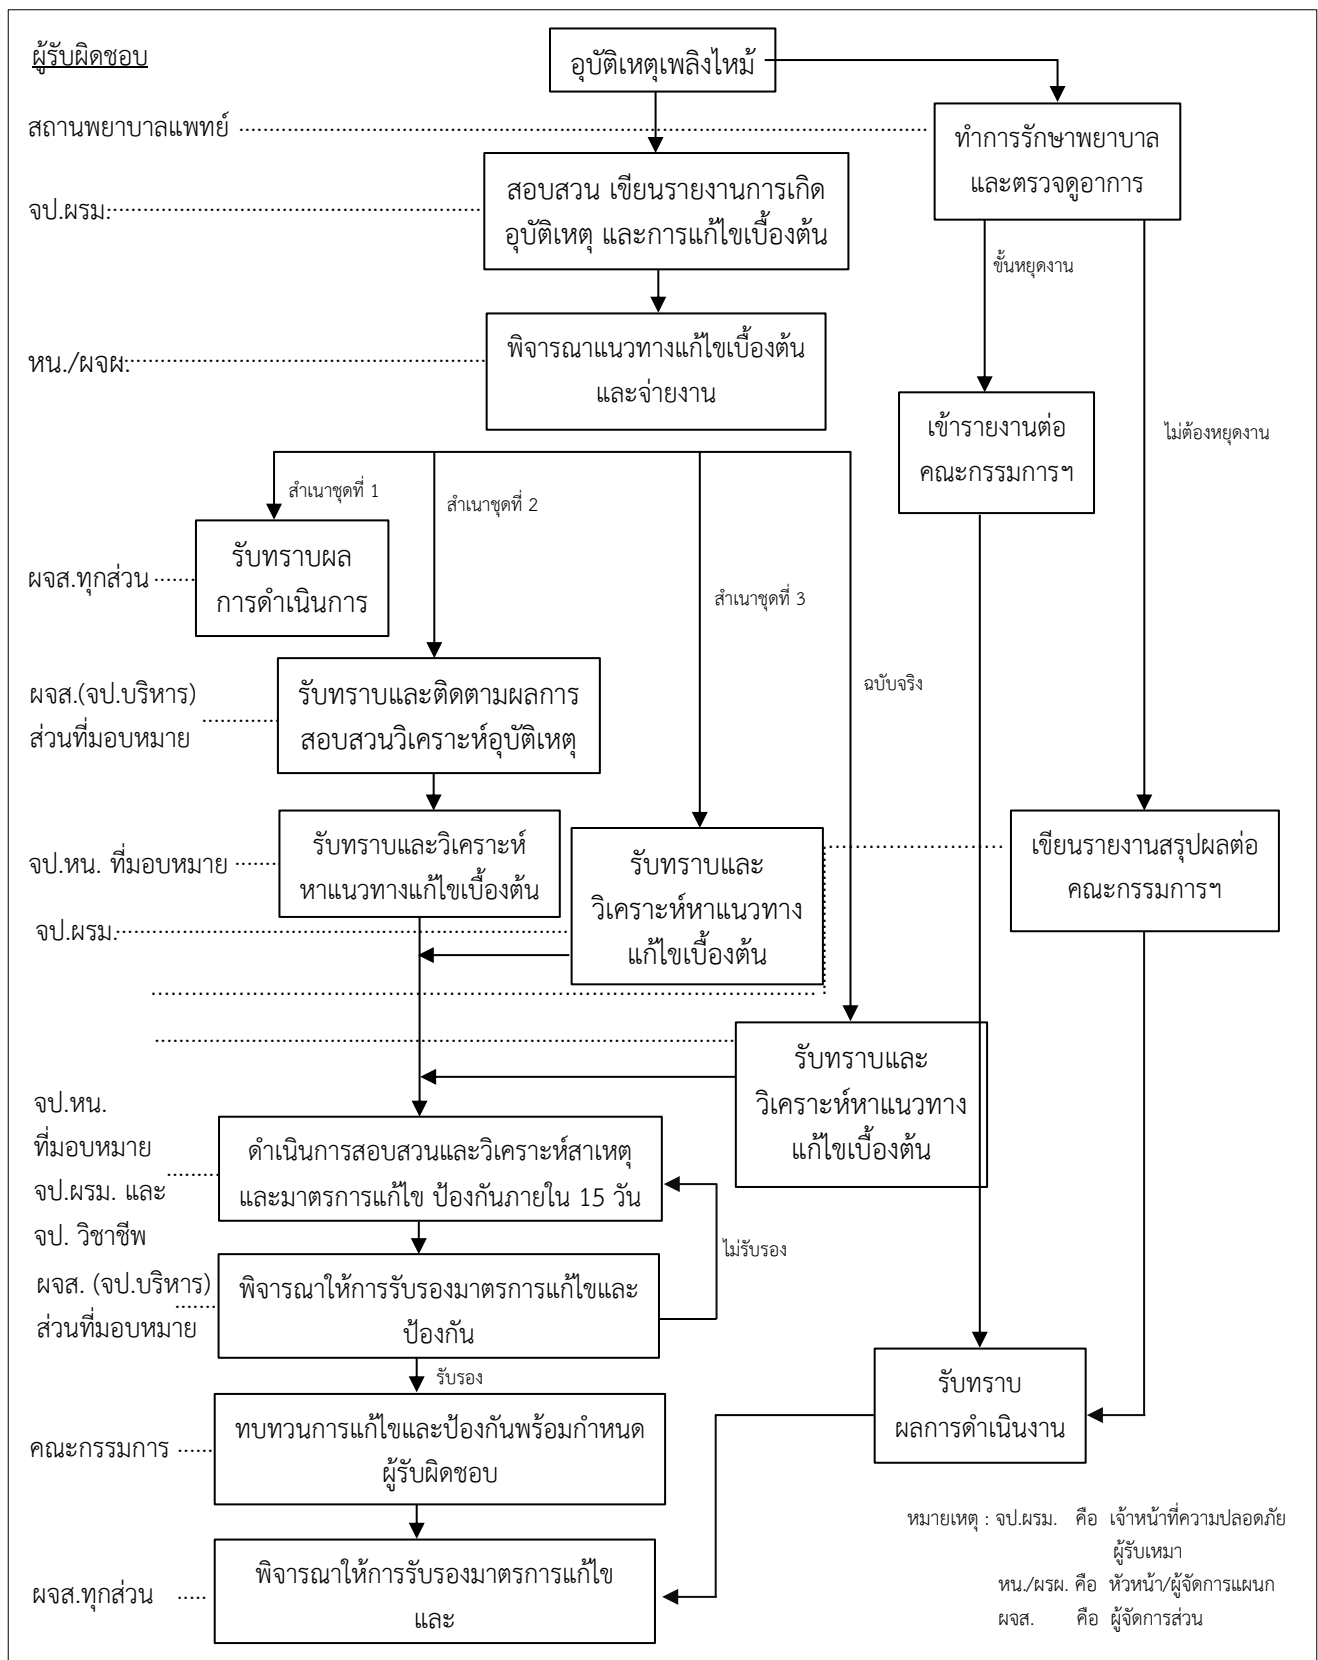 ผู้รับผิดชอบ
อุบัติเหตุเพลิงไหม้
สถานพยาบาลแพทย์
ทำการรักษาพยาบาล
และตรวจดูอาการ
จป.ผรม.
สอบสวน เขียนรายงานการเกิด
อุบัติเหตุ และการแก้ไขเบื้องต้น
ขั้นหยุดงาน
หน./ผจผ.
พิจารณาแนวทางแก้ไขเบื้องต้น
และจ่ายงาน
เข้ารายงานต่อ
คณะกรรมการฯ
ไม่ต้องหยุดงาน
สำเนาชุดที่ 1
สำเนาชุดที่ 2
ผจส.ทุกส่วน
รับทราบผล
การดำเนินการ
สำเนาชุดที่ 3
ฉบับจริง
ผจส.(จป.บริหาร)
ส่วนที่มอบหมาย
รับทราบและติดตามผลการ
สอบสวนวิเคราะห์อุบัติเหตุ
จป.หน. ที่มอบหมาย
รับทราบและวิเคราะห์
หาแนวทางแก้ไขเบื้องต้น
รับทราบและ
วิเคราะห์หาแนวทาง
แก้ไขเบื้องต้น
เขียนรายงานสรุปผลต่อ
คณะกรรมการฯ
จป.ผรม.
รับทราบและ
วิเคราะห์หาแนวทาง
แก้ไขเบื้องต้น
จป.หน.
ที่มอบหมาย
จป.ผรม. และ
จป. วิชาชีพ
ดำเนินการสอบสวนและวิเคราะห์สาเหตุ
และมาตรการแก้ไข ป้องกันภายใน 15 วัน
ไม่รับรอง
ผจส. (จป.บริหาร)
ส่วนที่มอบหมาย
พิจารณาให้การรับรองมาตรการแก้ไขและ
ป้องกัน
รับรอง
รับทราบ
ผลการดำเนินงาน
คณะกรรมการ
ทบทวนการแก้ไขและป้องกันพร้อมกำหนด
ผู้รับผิดชอบ
ผจส.ทุกส่วน
พิจารณาให้การรับรองมาตรการแก้ไข
และ
หมายเหตุ : จป.ผรม. คือ เจ้าหน้าที่ความปลอดภัย
ผู้รับเหมา
หน./ผรผ. คือ หัวหน้า/ผู้จัดการแผนก
ผจส. คือ ผู้จัดการส่วน